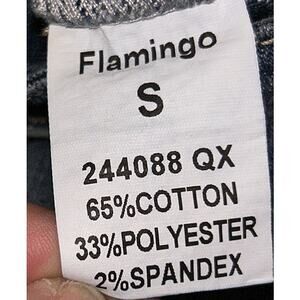 Flamingo
S
244088 QX
65%COTTON
33%POLYESTER
2%SPANDEX